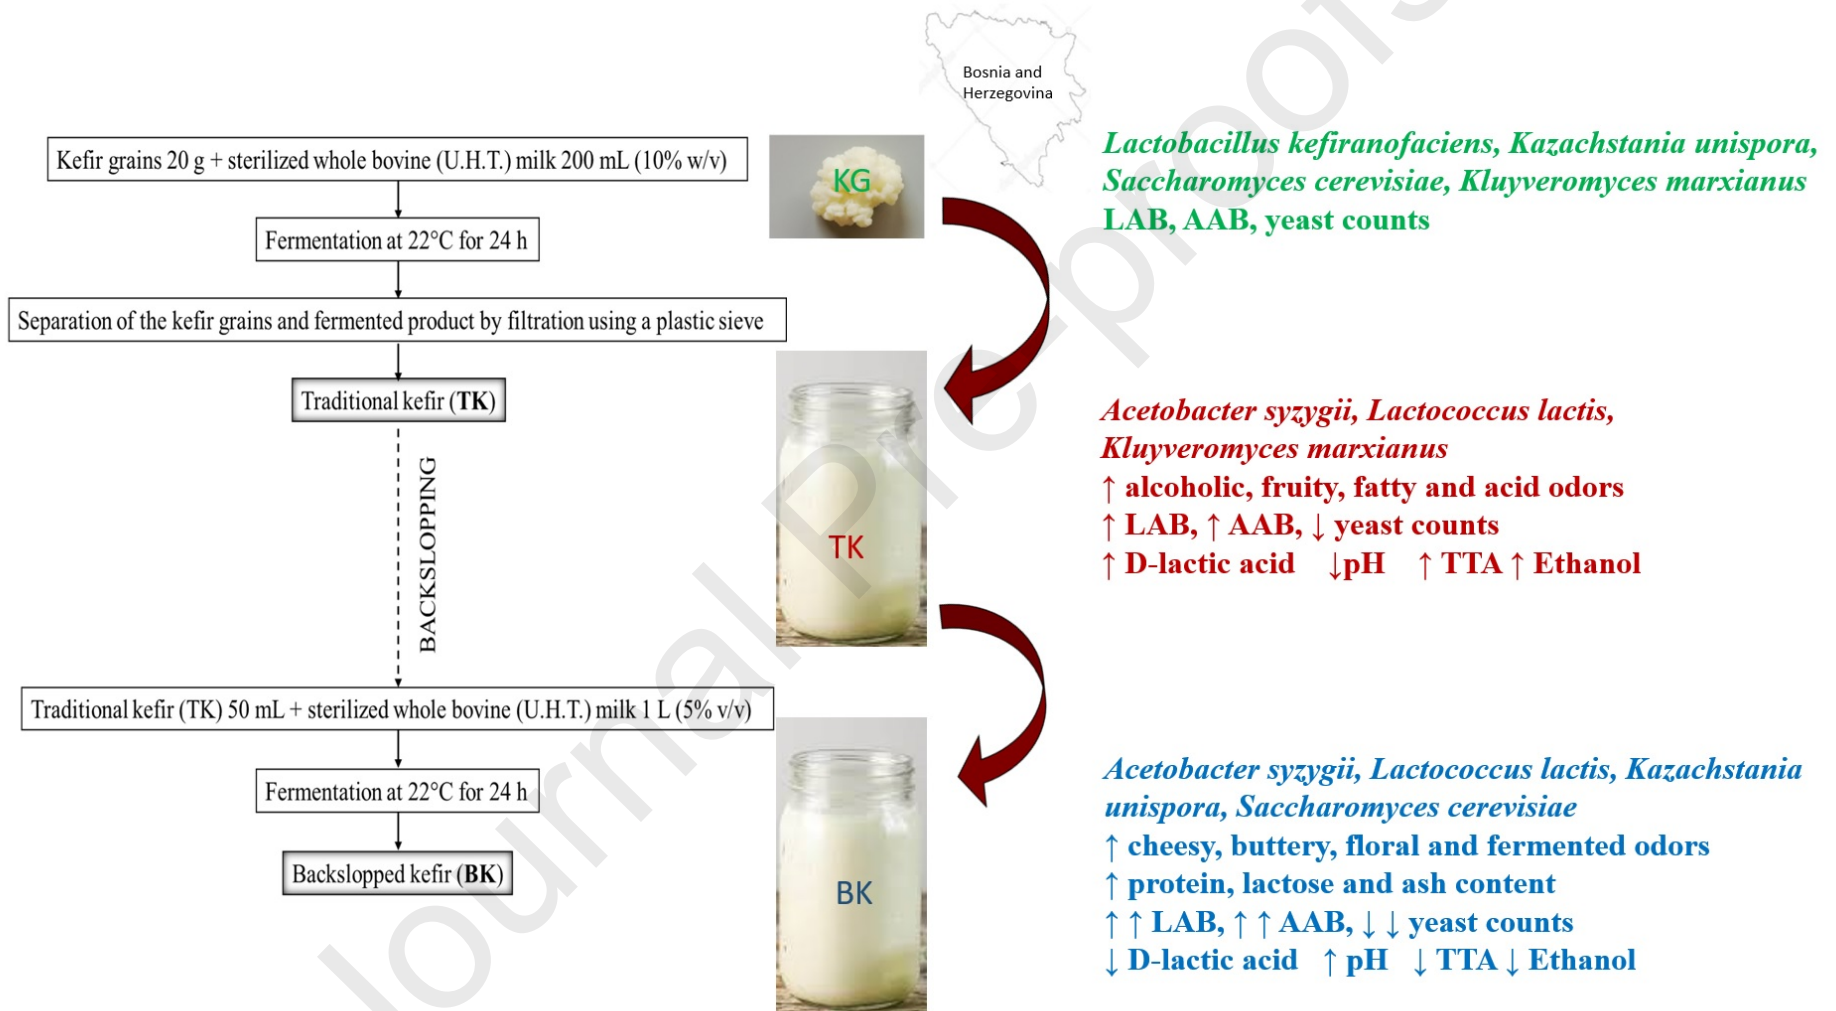 Bosnia and
Herzegovina
Kefir grains 20 g + sterilized whole bovine (U.H.T.) milk 200 mL (10% w/v)
Fermentation at 22°C for 24 h
Separation of the kefir grains and fermented product by filtration using a plastic sieve
Traditional kefir (TK)
BACKSLOPPING
Traditional kefir (TK) 50 mL + sterilized whole bovine (U.H.T.) milk 1 L (5% v/v)
Fermentation at 22°C for 24 h
Backslopped kefir (BK)
KG
TK
BK
Lactobacillus kefiranofaciens, Kazachstania unispora,
Saccharomyces cerevisiae, Kluyveromyces marxianus
LAB, AAB, yeast counts
Acetobacter syzygii, Lactococcus lactis,
Kluyveromyces marxianus
↑ alcoholic, fruity, fatty and acid odors
↑ LAB, ↑ AAB, ↓ yeast counts
↑ D-lactic acid ↓pH ↑ TTA ↑ Ethanol
Acetobacter syzygii, Lactococcus lactis, Kazachstania
unispora, Saccharomyces cerevisiae
↑ cheesy, buttery, floral and fermented odors
↑ protein, lactose and ash content
↑ ↑ LAB, ↑ ↑ AAB, ↓ ↓ yeast counts
↓ D-lactic acid ↑ pH ↓ TTA ↓ Ethanol
Journal Pre-proofs